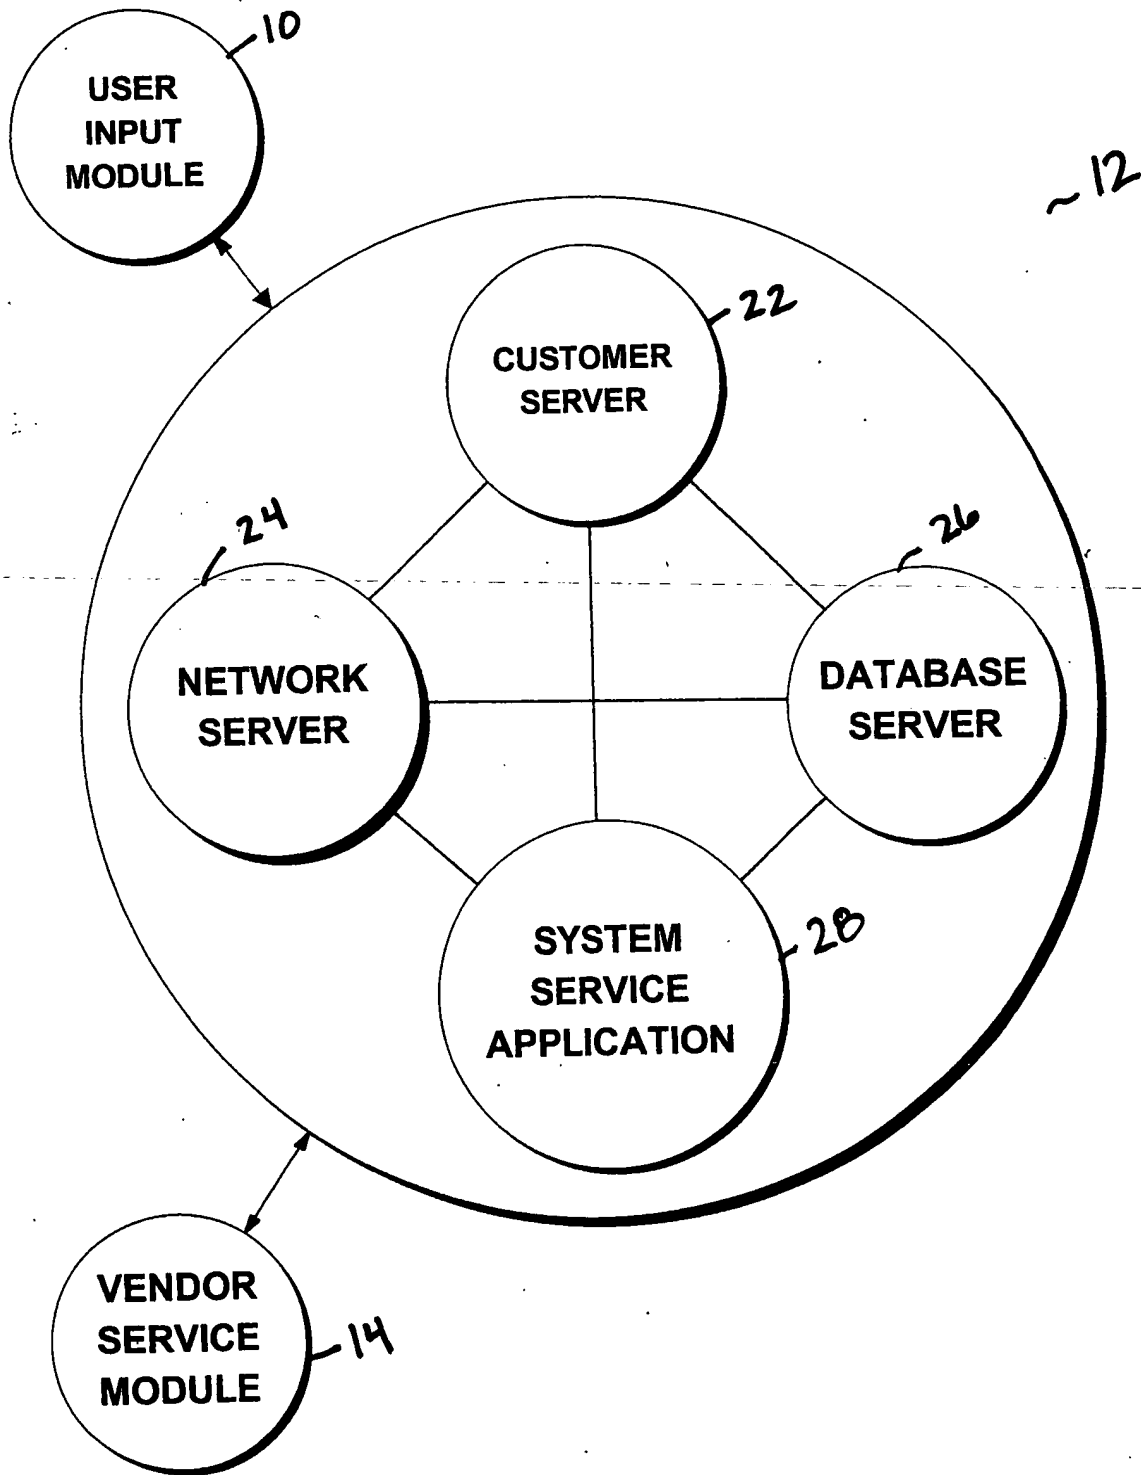 10
USER
INPUT
MODULE
~12
22
CUSTOMER
SERVER
24
26
NETWORK
SERVER
DATABASE
SERVER
28
SYSTEM
SERVICE
APPLICATION
VENDOR
SERVICE
MODULE
14